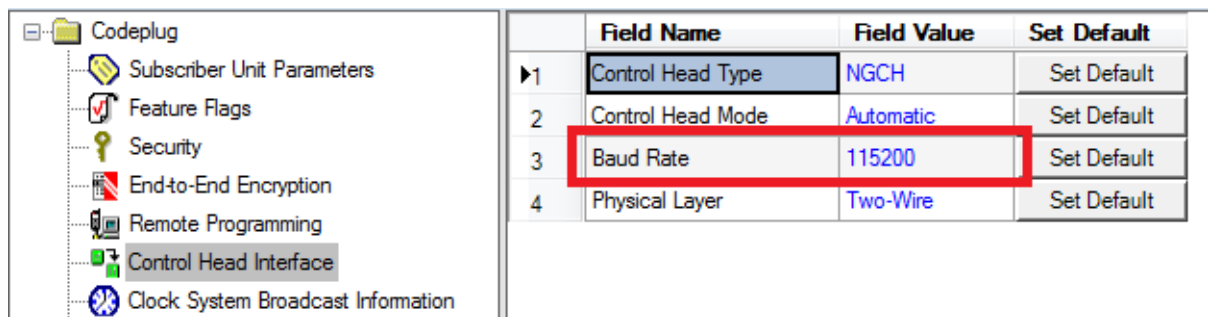 Codeplug
Subscriber Unit Parameters
Feature Flags
Security
End-to-End Encryption
Remote Programming
Control Head Interface
Clock System Broadcast Information
Field Name Field Value Set Default
1 Control Head Type NGCH Set Default
2 Control Head Mode Automatic Set Default
3 Baud Rate 115200 Set Default
4 Physical Layer Two-Wire Set Default